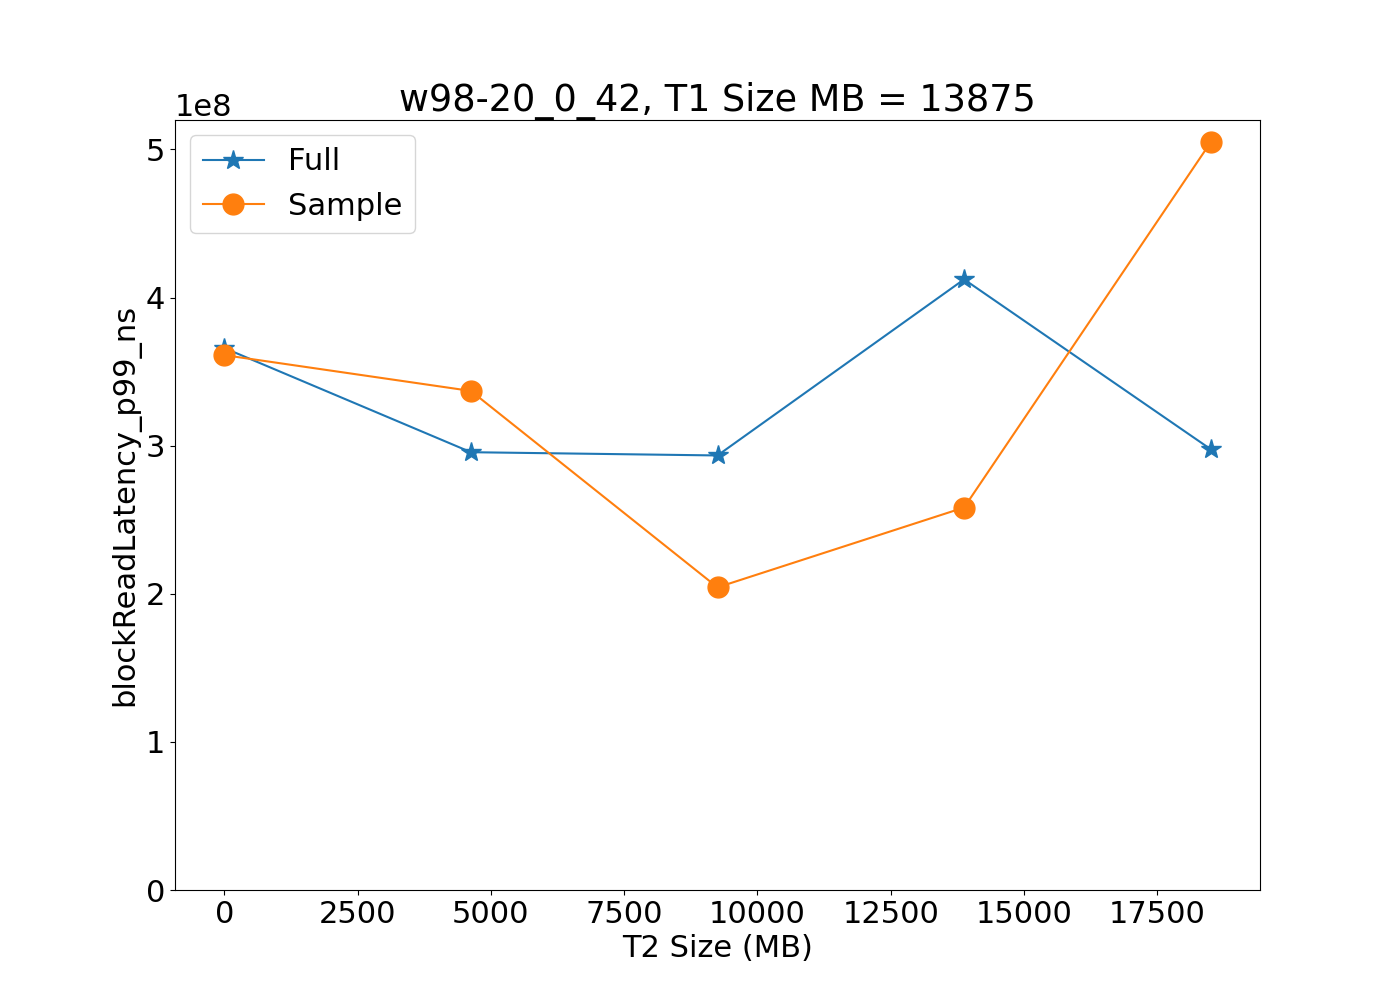 w98-20_0_42, T1 Size MB = 13875
1e8
Full
Sample
5
4
3
2
1
0
blockReadLatency_p99_ns
0 2500 5000 7500 10000 12500 15000 17500
T2 Size (MB)